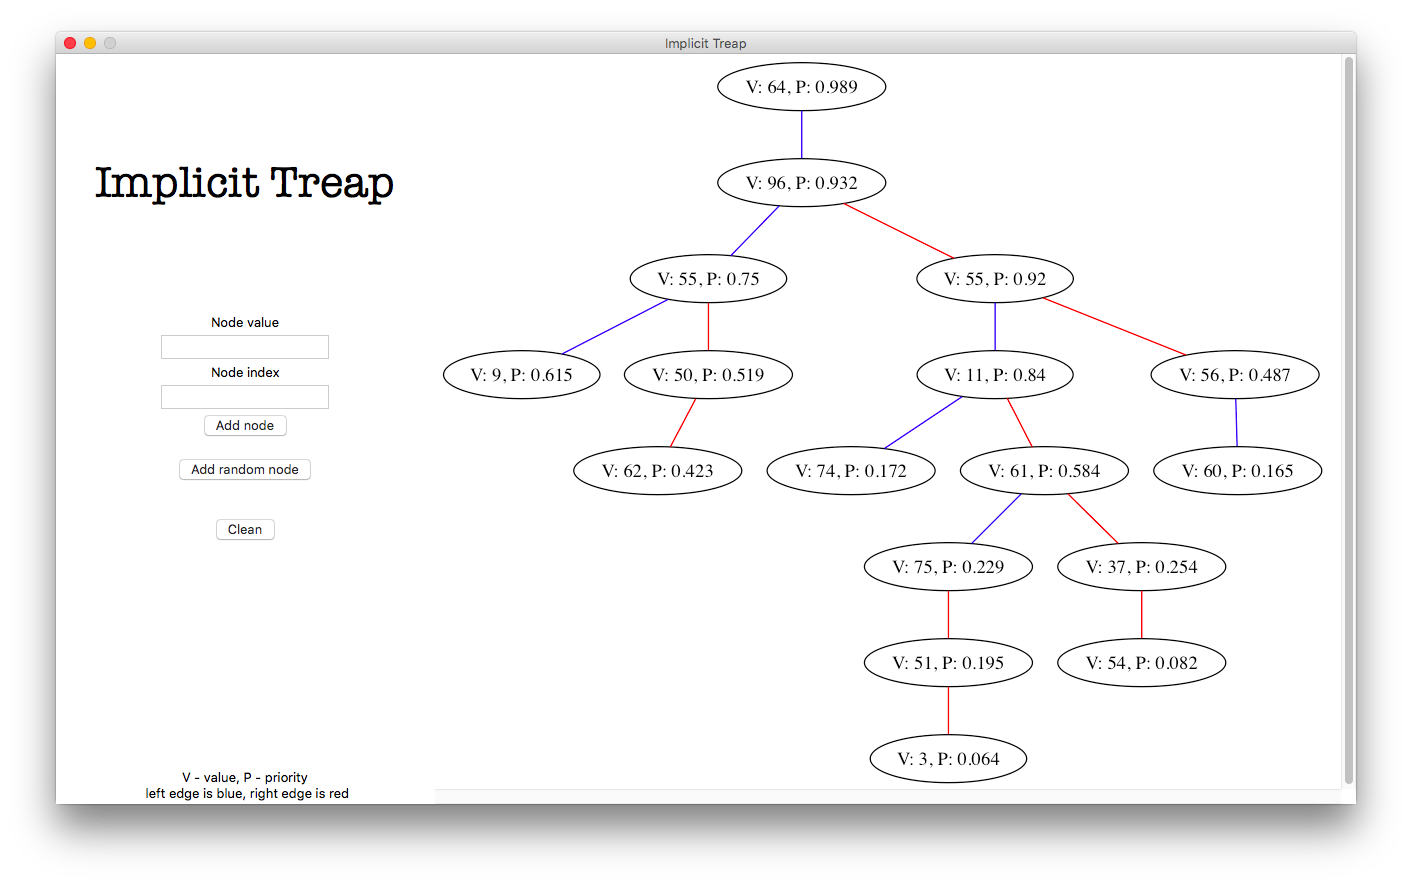 Implicit Treap
Implicit Treap
Node value
Node index
Add node
Add random node
Clean
V - value, P - priority
left edge is blue, right edge is red
V: 64, P: 0.989
V: 96, P: 0.932
V: 55, P: 0.75
V: 55, P: 0.92
V: 9, P: 0.615
V: 50, P: 0.519
V: 11, P: 0.84
V: 56, P: 0.487
V: 62, P: 0.423
V: 74, P: 0.172
V: 61, P: 0.584
V: 60, P: 0.165
V: 75, P: 0.229
V: 37, P: 0.254
V: 51, P: 0.195
V: 54, P: 0.082
V: 3, P: 0.064